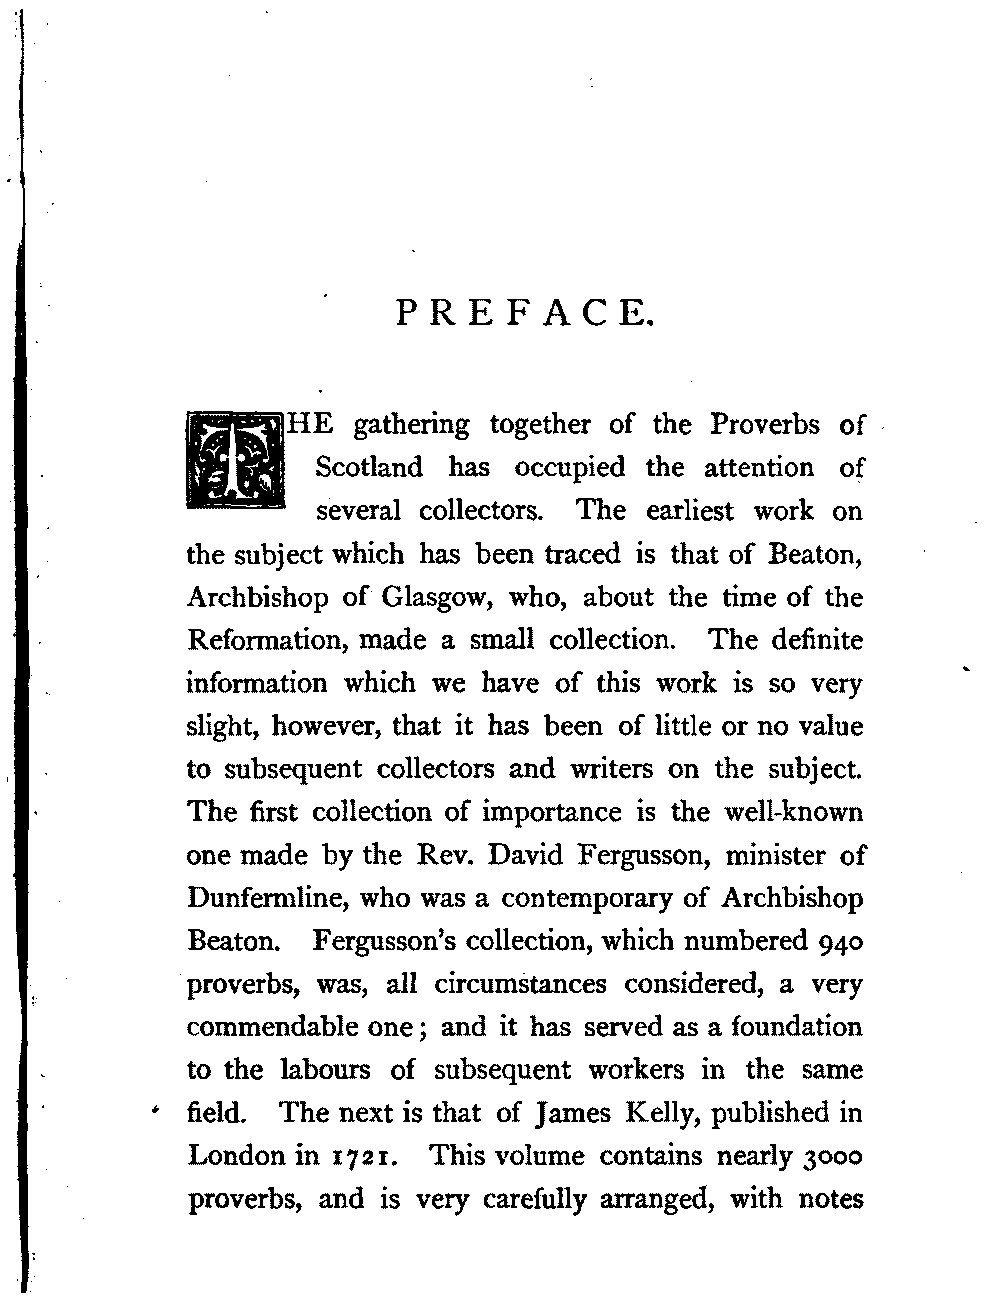 PREFACE.
THE gathering together of the Proverbs of
Scotland has occupied the attention of
several collectors. The earliest work on
the subject which has been traced is that of Beaton,
Archbishop of Glasgow, who, about the time of the
Reformation, made a small collection. The definite
information which we have of this work is so very
slight, however, that it has been of little or no value
to subsequent collectors and writers on the subject.
The first collection of importance is the well-known
one made by the Rev. David Fergusson, minister of
Dunfermline, who was a contemporary of Archbishop
Beaton. Fergusson's collection, which numbered 940
proverbs, was, all circumstances considered, a very
commendable one; and it has served as a foundation
to the labours of subsequent workers in the same
field. The next is that of James Kelly, published in
London in 1721. This volume contains nearly 3000
proverbs, and is very carefully arranged, with notes